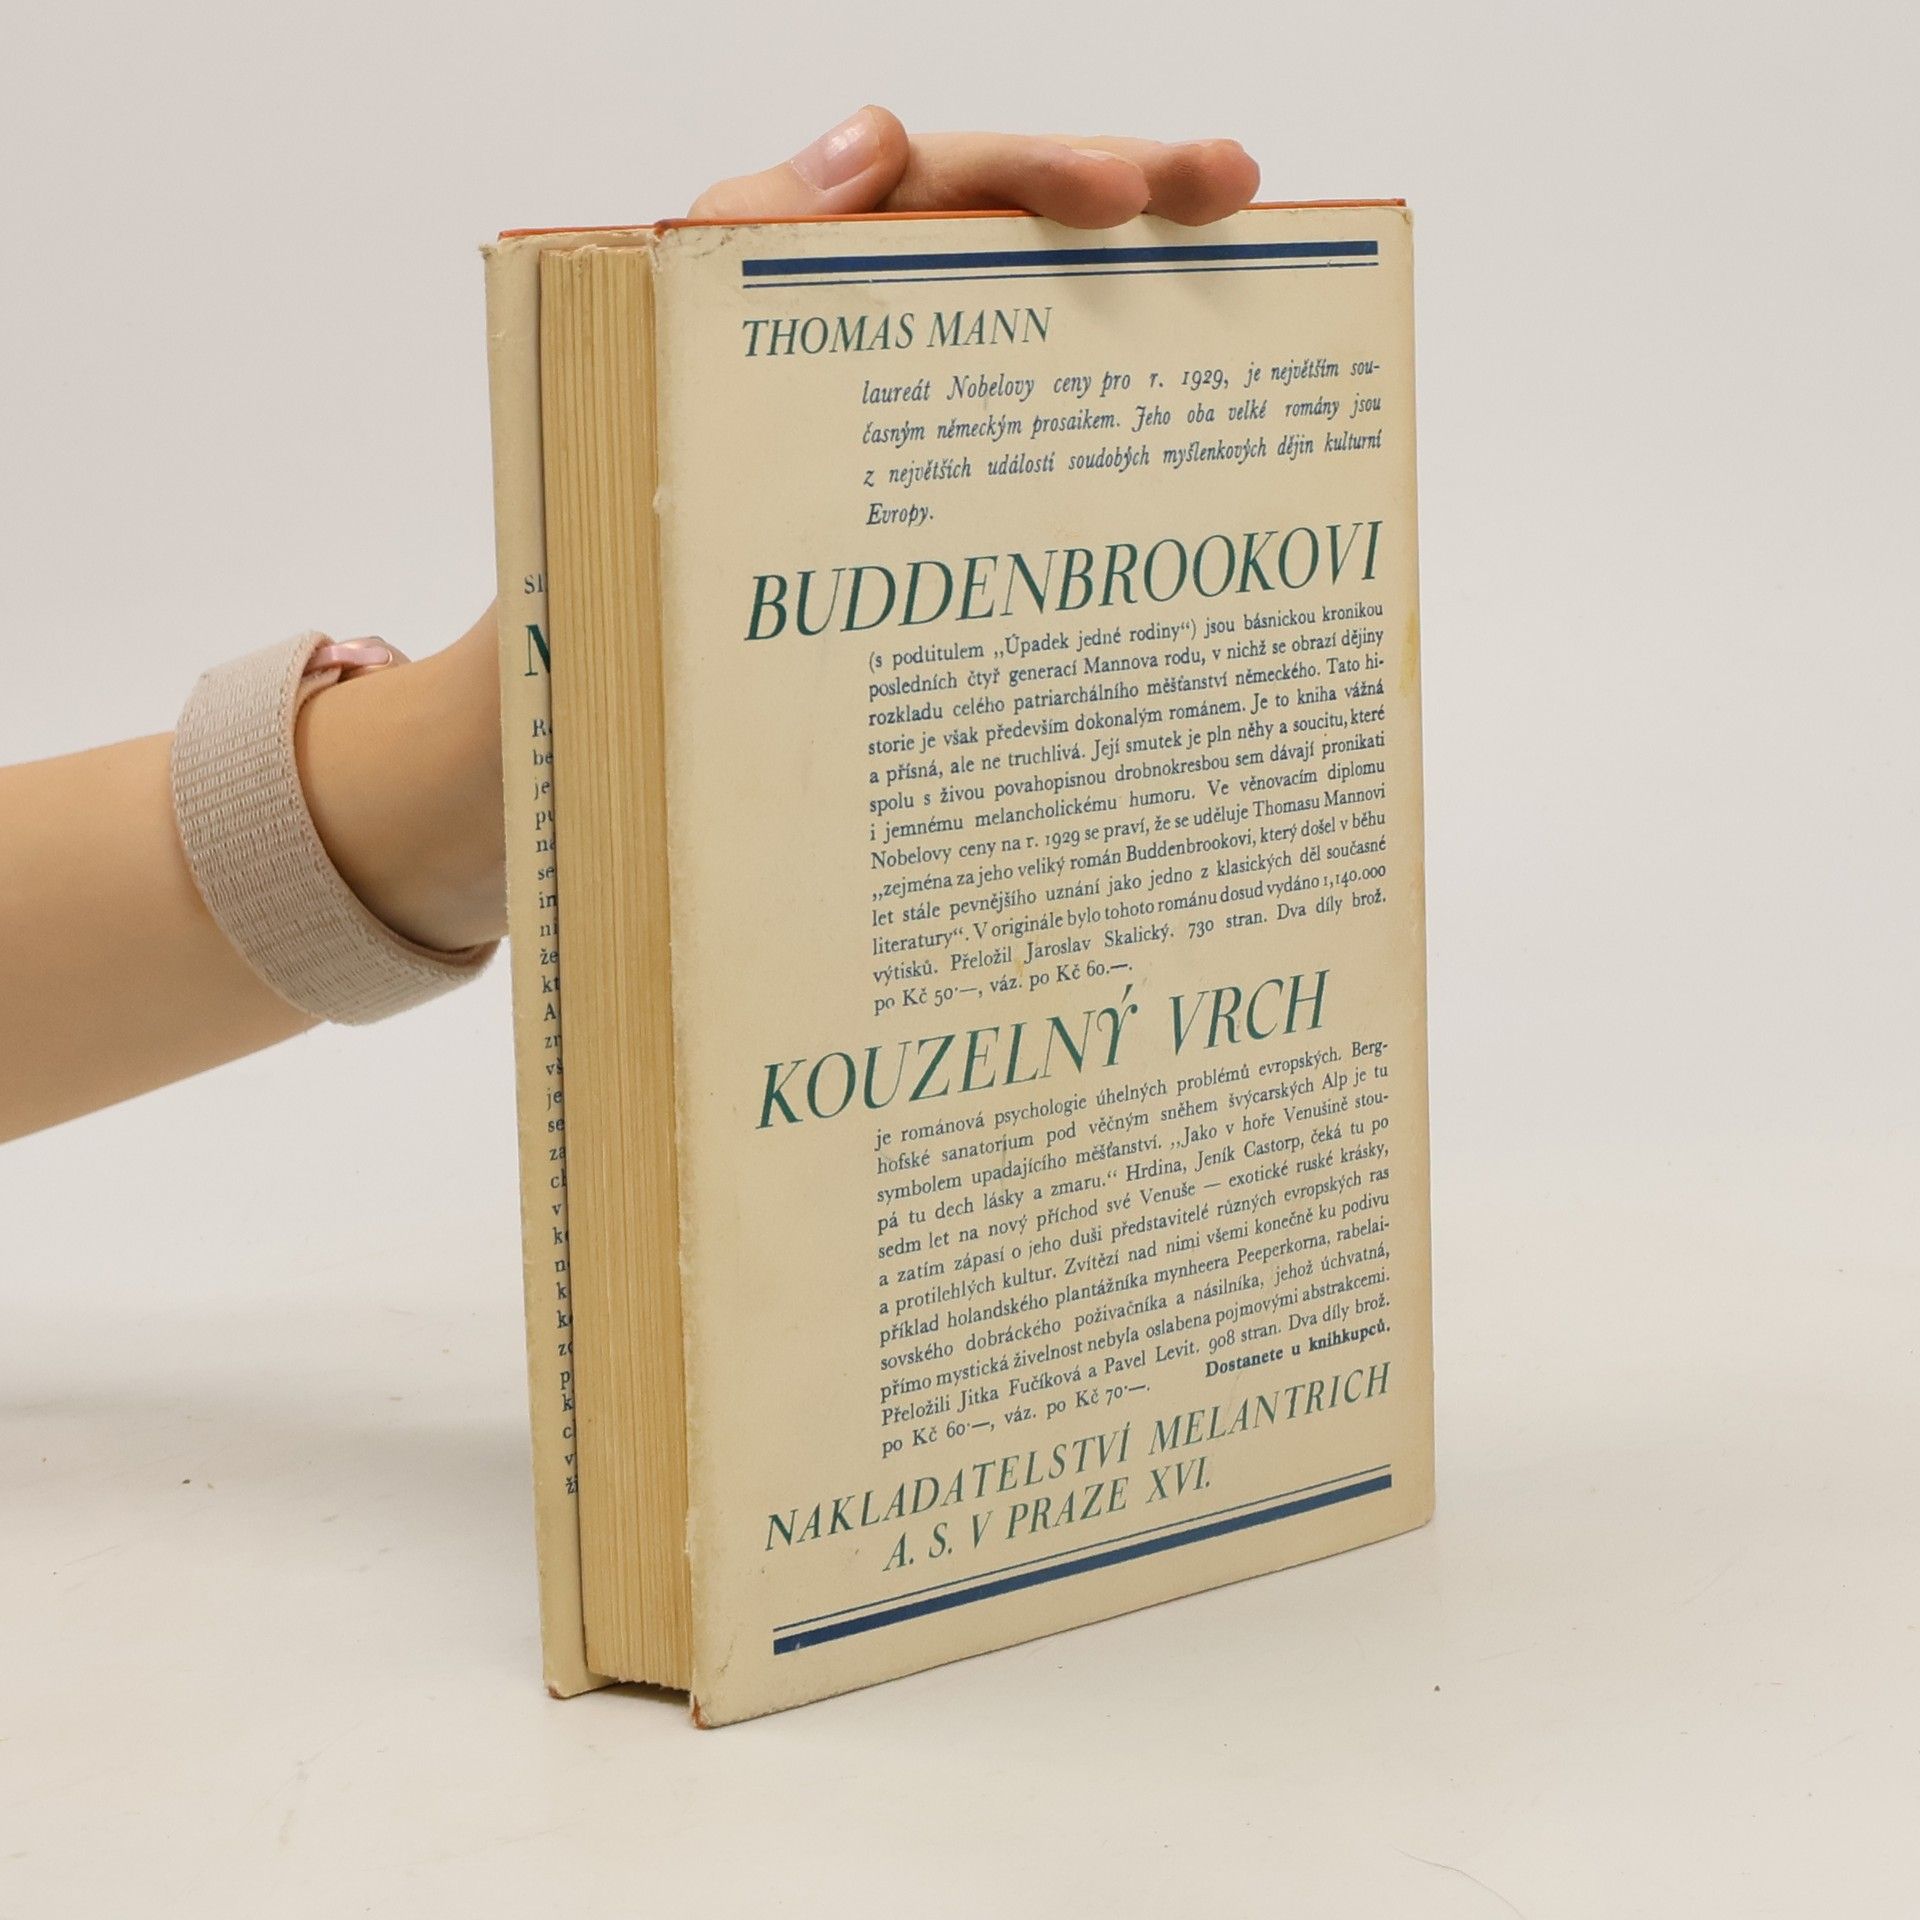 THOMAS MANN
laureát Nobelovy ceny pro r. 1929, je největším sou-
časným německým prosaikem. Jeho oba velké romány jsou
z největších událostí soudobých myšlenkových dějin kulturní
Evropy.
BUDDENBROOKOVI
(s podtitulem „Úpadek jedné rodiny“) jsou básnickou kronikou
posledních čtyř generací Mannova rodu, v nichž se obrazí dějiny
rozkladu celého patriarchálního měšťanství německého. Tato hi-
storie je však především dokonalým románem. Je to kniha vážná
a přísná, ale ne truchlivá. Její smutek je pln něhy a soucitu, které
spolu s živou povahopisnou drobnokresbou sem dávají pronikati
i jemnému melancholickému humoru. Ve věnovacím diplomu
Nobelovy ceny na r. 1929 se praví, že se uděluje Thomasu Mannovi
„zejména za jeho veliký román Buddenbrookovi, který došel v běhu
let stále pevnějšího uznání jako jedno z klasických děl současné
literatury“. V originále bylo tohoto románu dosud vydáno 1,140.000
výtisků. Přeložil Jaroslav Skalický. 730 stran. Dva díly brož.
po Kč 50·—, váz. po Kč 60.—.
KOUZELNÝ VRCH
je románová psychologie úhelných problémů evropských. Berg-
hofské sanatorium pod věčným sněhem švýcarských Alp je tu
symbolem upadajícího měšťanství. „Jako v hoře Venušině stou-
pá tu dech lásky a zmaru.“ Hrdina, Jeník Castorp, čeká tu po
sedm let na nový příchod své Venuše — exotické ruské krásky,
a zatím zápasí o jeho duši představitelé různých evropských ras
a protilehlých kultur. Zvítězí nad nimi všemi konečně ku podivu
příklad holandského plantážníka mynheera Peeperkorna, rabelai-
sovského dobráckého poživačníka a násilníka, jehož úchvatná,
přímo mystická živelnost nebyla oslabena pojmovými abstrakcemi.
Přeložili Jitka Fučíková a Pavel Levit. 908 stran. Dva díly brož.
po Kč 60·—, váz. po Kč 70·—. Dostanete u knihkupců.
NAKLADATELSTVÍ MELANTRICH
A. S. V PRAZE XVI.